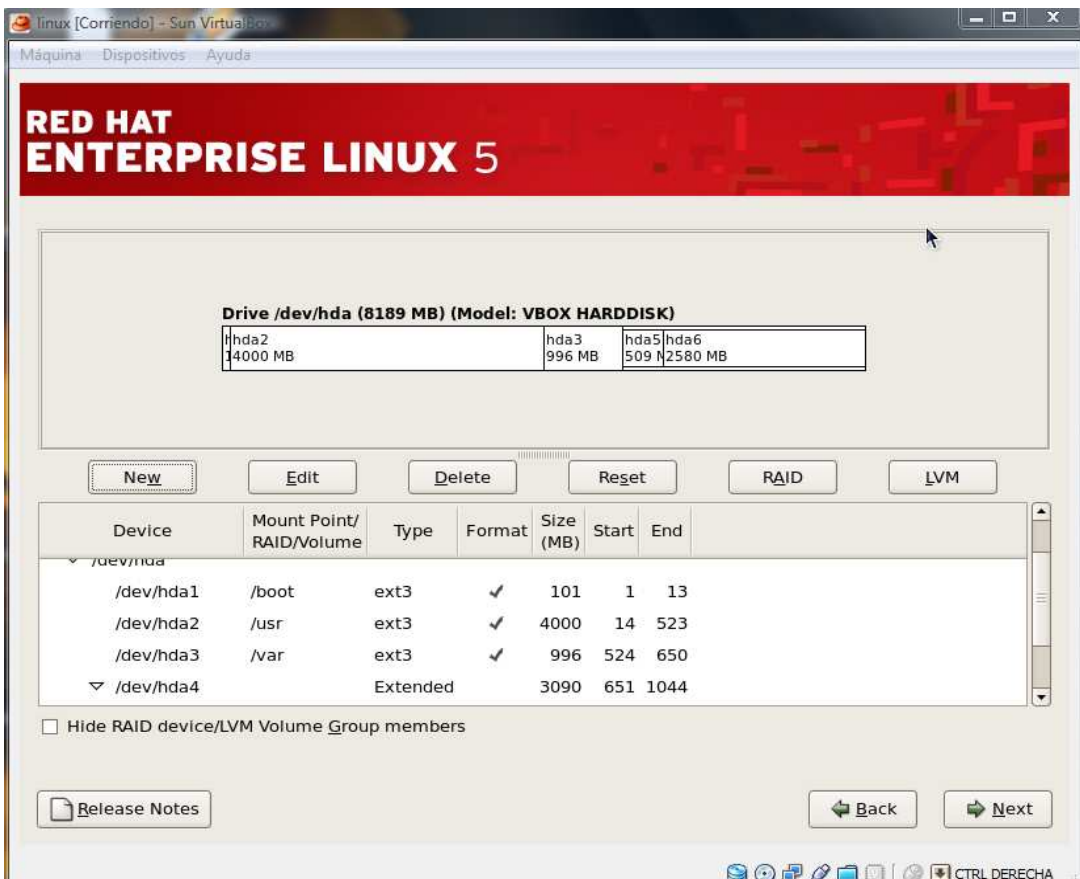 linux [Corriendo] - Sun VirtualBox
Máquina Dispositivos Ayuda
RED HAT
ENTERPRISE LINUX 5
Drive /dev/hda (8189 MB) (Model: VBOX HARDDISK)
hda2 hda3 hda5 hda6
4000 MB 996 MB 509 2580 MB
New Edit Delete Reset RAID LVM
Device Mount Point/ RAID/Volume Type Format Size (MB) Start End
/dev/hda
/dev/hda1 /boot ext3 ✓ 101 1 13
/dev/hda2 /usr ext3 ✓ 4000 14 523
/dev/hda3 /var ext3 ✓ 996 524 650
/dev/hda4 Extended 3090 651 1044
Hide RAID device/LVM Volume Group members
Release Notes Back Next
CTRL DERECHA